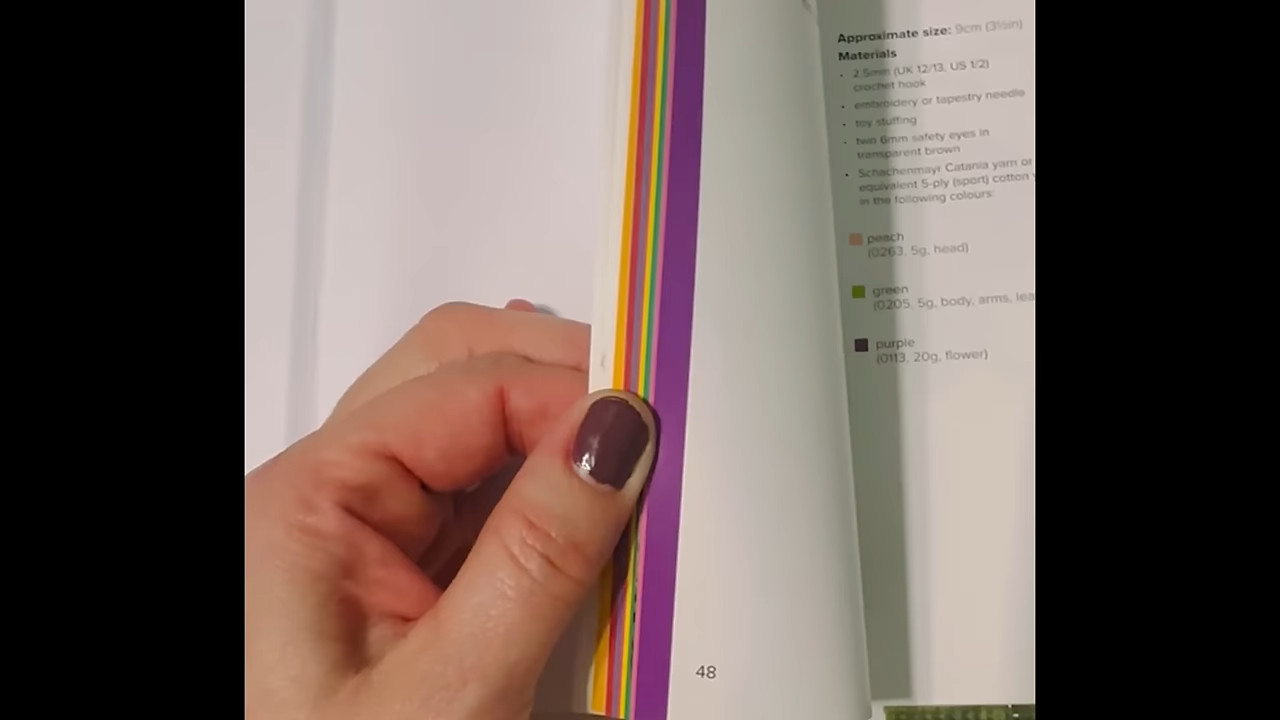 Approximate size: 9cm (3½in)
Materials
• 2.5mm (UK 12/13, US 1/2)
crochet hook
• embroidery or tapestry needle
• toy stuffing
• two 6mm safety eyes in
transparent brown
• Schachenmayr Catania yarn or
equivalent 5-ply (sport) cotton
in the following colours:
peach
(0263, 5g, head)
green
(0205, 5g, body, arms, lea
purple
(0113, 20g, flower)
48